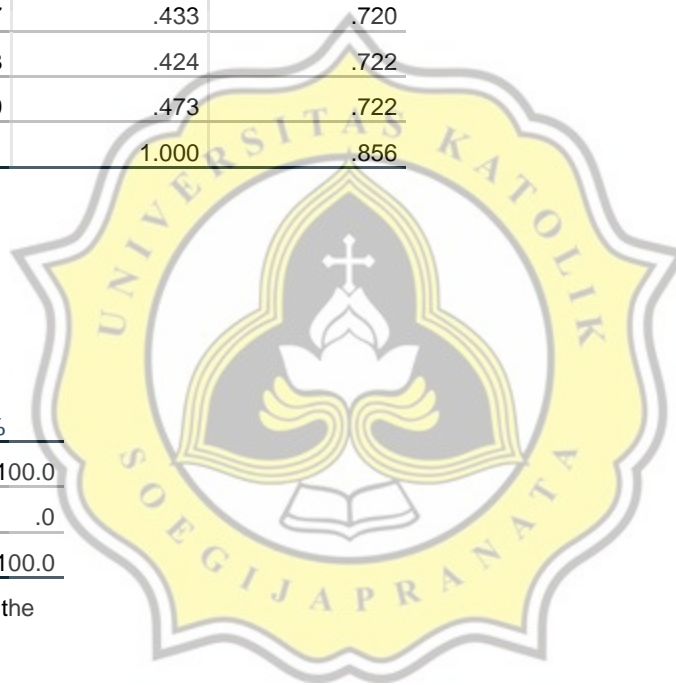 .433 .720
.424 .722
.473 .722
1.000 .856
UNIVERSITAS KATOLIK
%
100.0
.0
100.0
the
SOEGIJAPRANATA